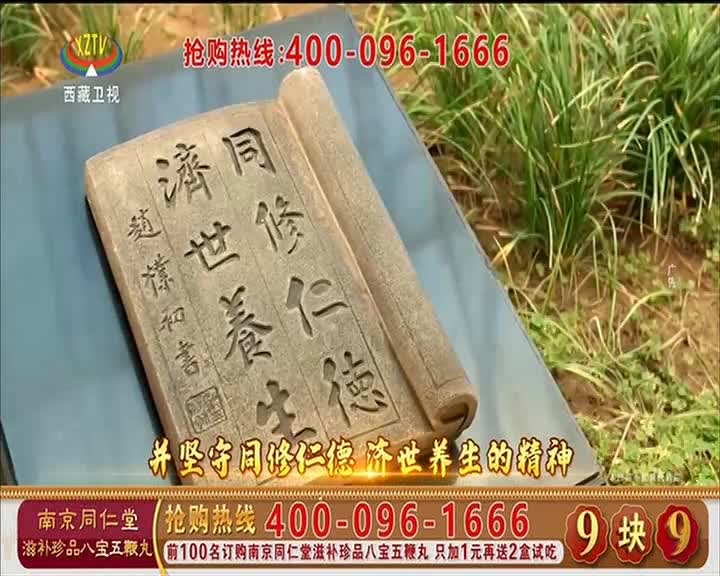 XZTV
西藏卫视
抢购热线:400-096-1666
同修仁德
濟世養生
趙樸初書
广告
并坚守同修仁德 济世养生的精神
南京同仁堂
滋补珍品八宝五鞭丸
抢购热线 400-096-1666
前100名订购南京同仁堂滋补珍品八宝五鞭丸 只加1元再送2盒试吃
9块9